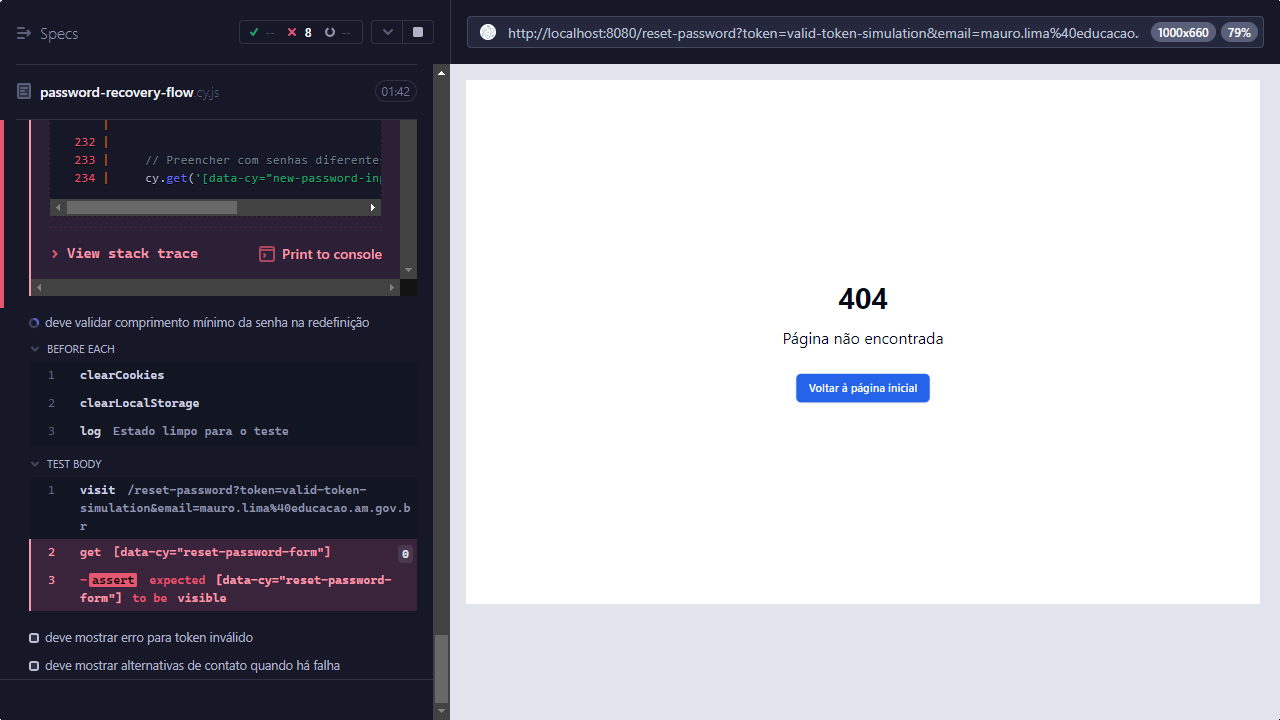 Specs
-- 8 --
http://localhost:8080/reset-password?token=valid-token-simulation&email=mauro.lima%40educacao.
1000x660
79%
password-recovery-flow cy.js
01:42
|
232 |
233 | // Preencher com senhas diferente
234 | cy.get('[data-cy="new-password-inp
View stack trace
Print to console
deve validar comprimento mínimo da senha na redefinição
BEFORE EACH
1 clearCookies
2 clearLocalStorage
3 log Estado limpo para o teste
TEST BODY
1 visit /reset-password?token=valid-token-
simulation&email=mauro.lima%40educacao.am.gov.b
r
2 get [data-cy="reset-password-form"] 0
3 -assert expected [data-cy="reset-password-
form"] to be visible
deve mostrar erro para token inválido
deve mostrar alternativas de contato quando há falha
404
Página não encontrada
Voltar à página inicial